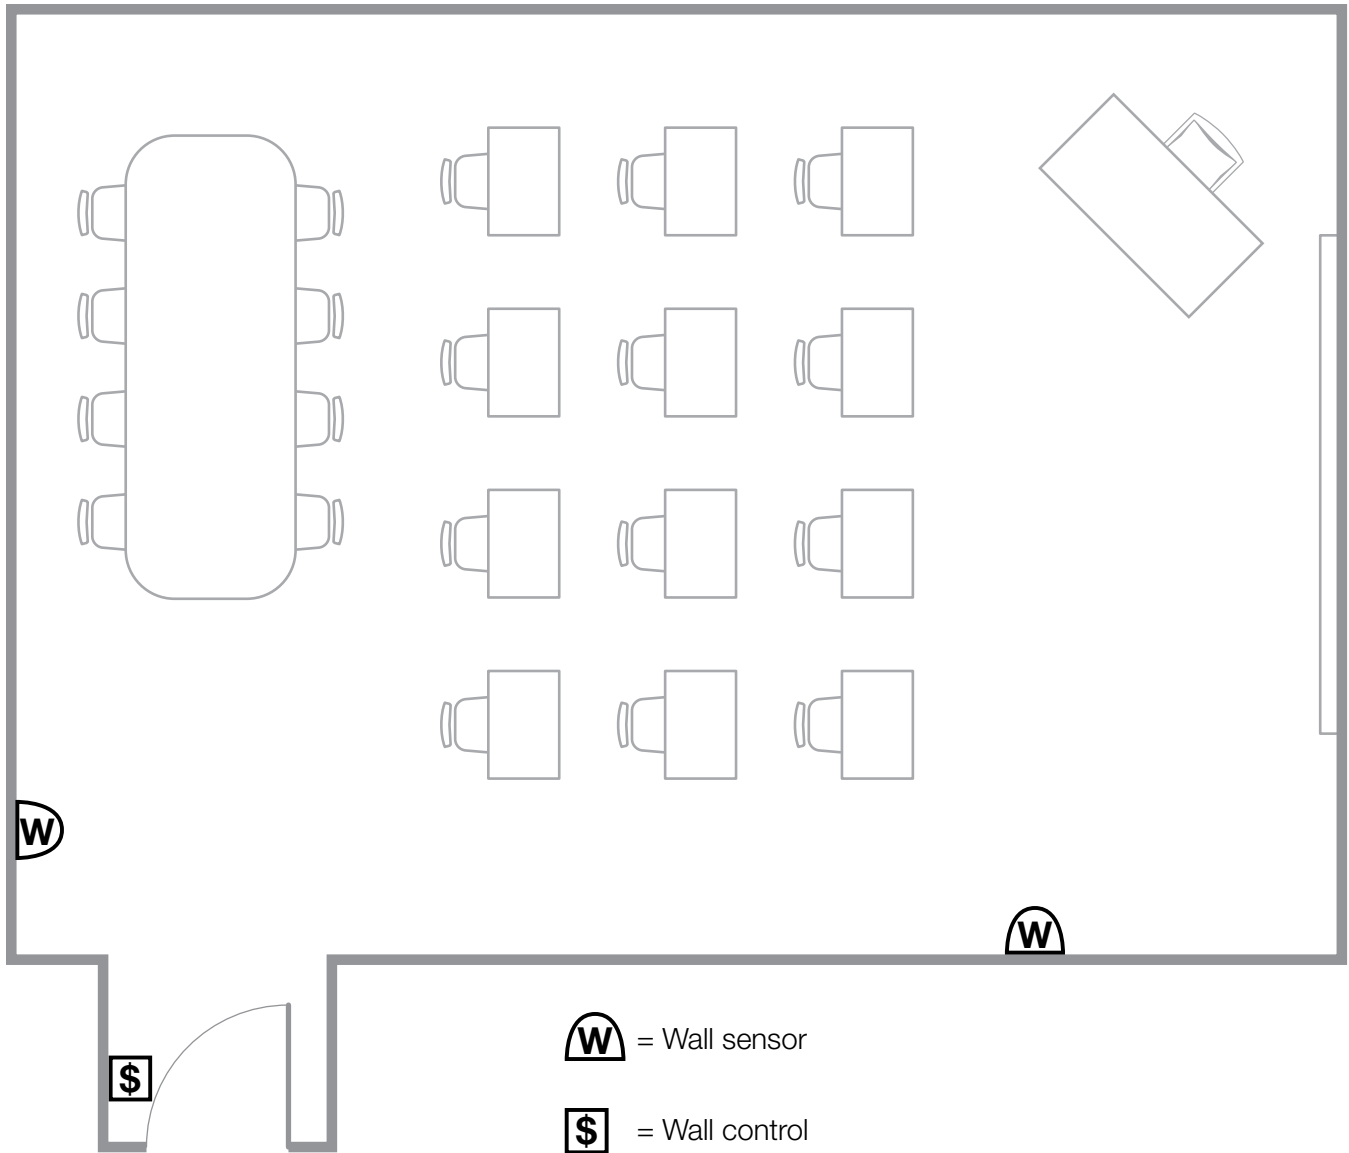 W
W
$
W = Wall sensor
$ = Wall control